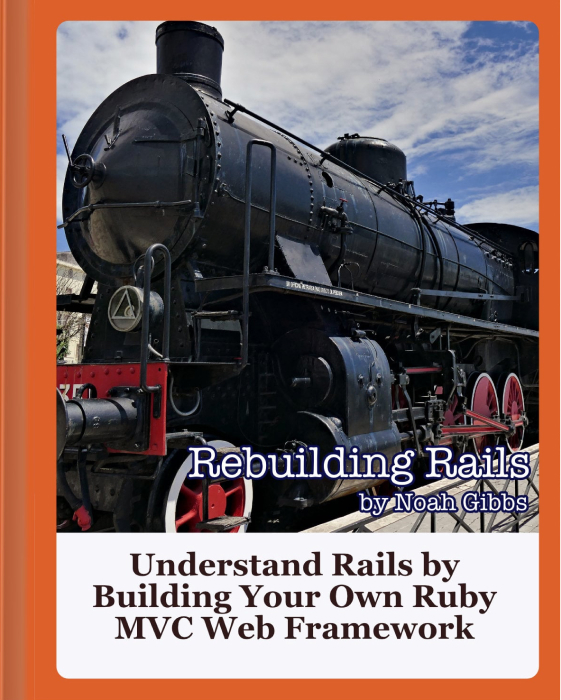 Rebuilding Rails
by Noah Gibbs
Understand Rails by
Building Your Own Ruby
MVC Web Framework